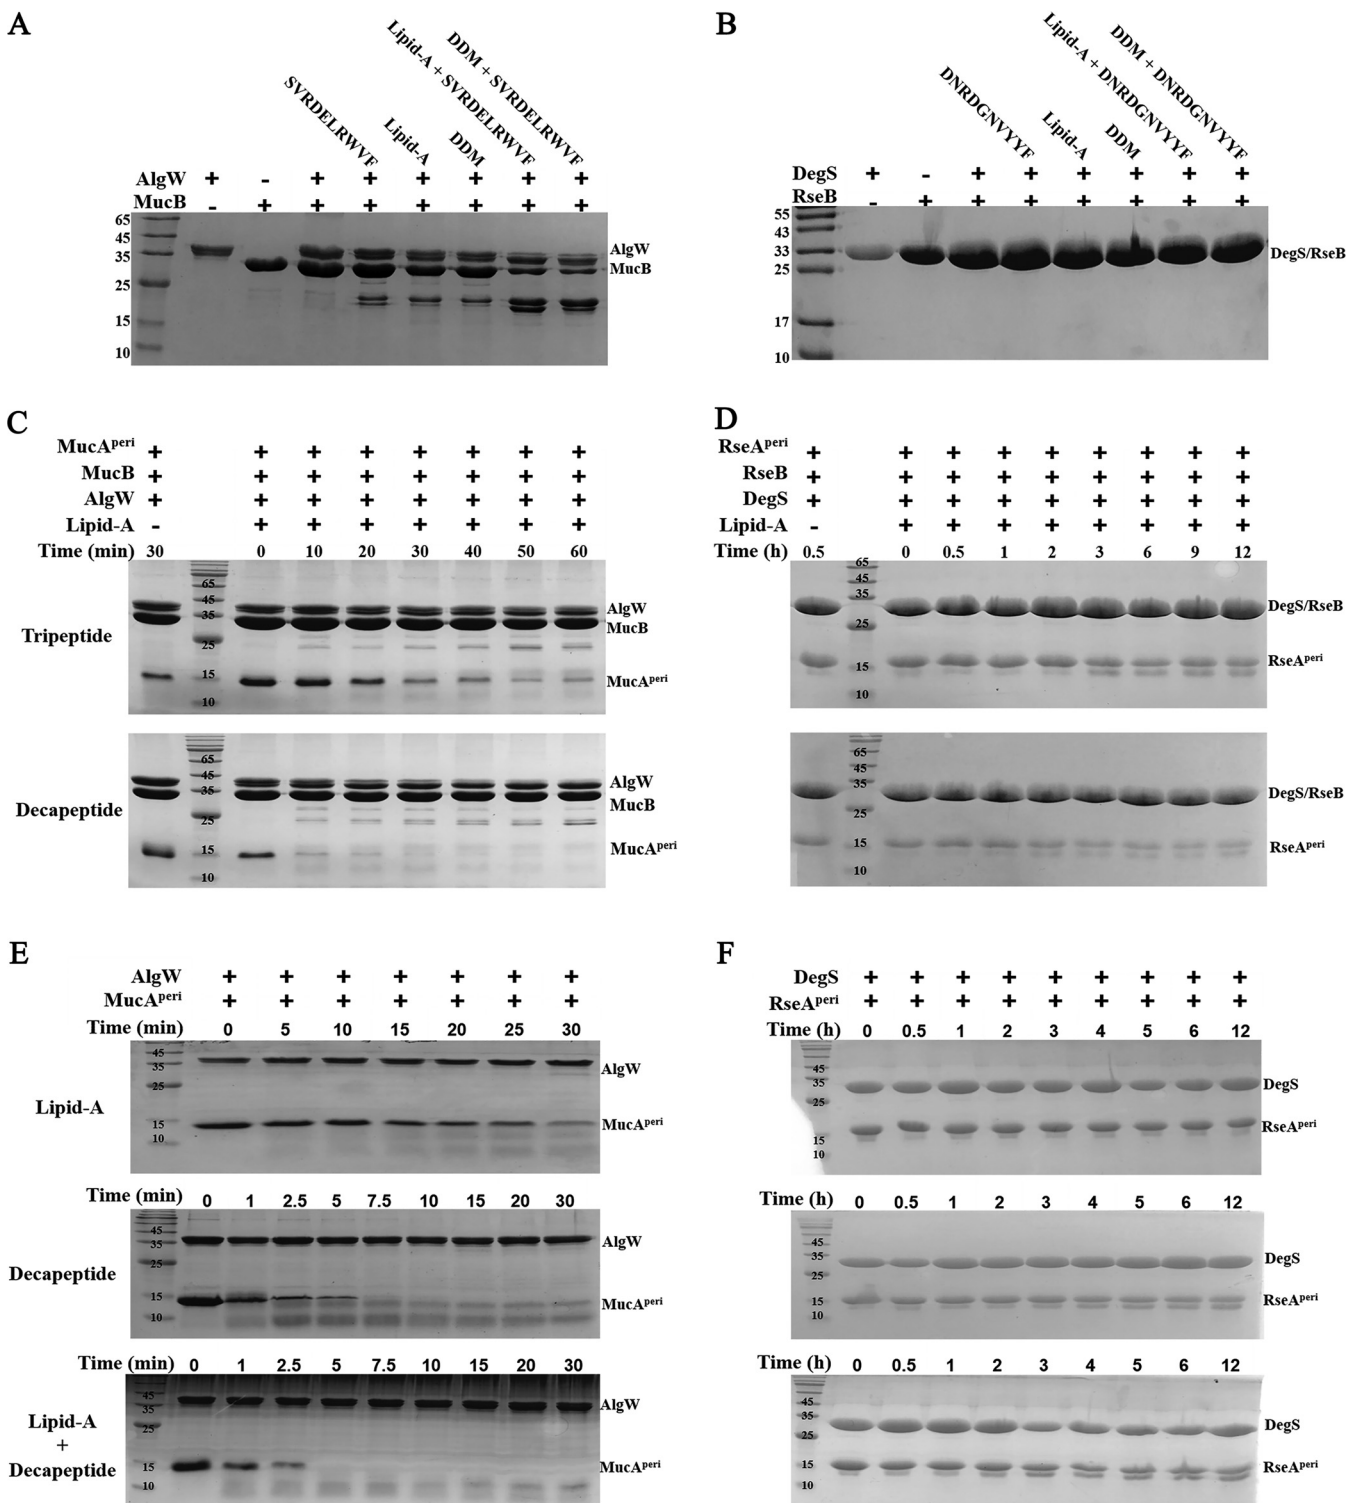 A
SVRDELRWVF
Lipid-A
DDM
Lipid-A + SVRDELRWVF
DDM + SVRDELRWVF
AlgW + - + + + + + +
MucB - + + + + + + +
65
45
35
25
15
10
AlgW
MucB
B
DNRDGNVYYF
Lipid-A
DDM
Lipid-A + DNRDGNVYYF
DDM + DNRDGNVYYF
DegS + - + + + + + +
RseB - + + + + + + +
55
43
33
25
17
10
DegS/RseB
C
MucAperi + + + + + + + +
MucB + + + + + + + +
AlgW + + + + + + + +
Lipid-A - + + + + + + +
Time (min) 30 0 10 20 30 40 50 60
Tripeptide
65
45
35
25
15
10
AlgW
MucB
MucAperi
Decapeptide
65
45
35
25
15
10
AlgW
MucB
MucAperi
D
RseAperi + + + + + + + + +
RseB + + + + + + + + +
DegS + + + + + + + + +
Lipid-A - + + + + + + + +
Time (h) 0.5 0 0.5 1 2 3 6 9 12
65
45
35
25
15
10
DegS/RseB
RseAperi
65
45
35
25
15
10
DegS/RseB
RseAperi
E
AlgW + + + + + + +
MucAperi + + + + + + +
Time (min) 0 5 10 15 20 25 30
Lipid-A
45
35
25
15
10
AlgW
MucAperi
Time (min) 0 1 2.5 5 7.5 10 15 20 30
Decapeptide
45
35
25
15
10
AlgW
MucAperi
Time (min) 0 1 2.5 5 7.5 10 15 20 30
Lipid-A
+
Decapeptide
45
35
25
15
10
AlgW
MucAperi
F
DegS + + + + + + + + +
RseAperi + + + + + + + + +
Time (h) 0 0.5 1 2 3 4 5 6 12
45
35
25
15
10
DegS
RseAperi
Time (h) 0 0.5 1 2 3 4 5 6 12
45
35
25
15
10
DegS
RseAperi
Time (h) 0 0.5 1 2 3 4 5 6 12
45
35
25
15
10
DegS
RseAperi